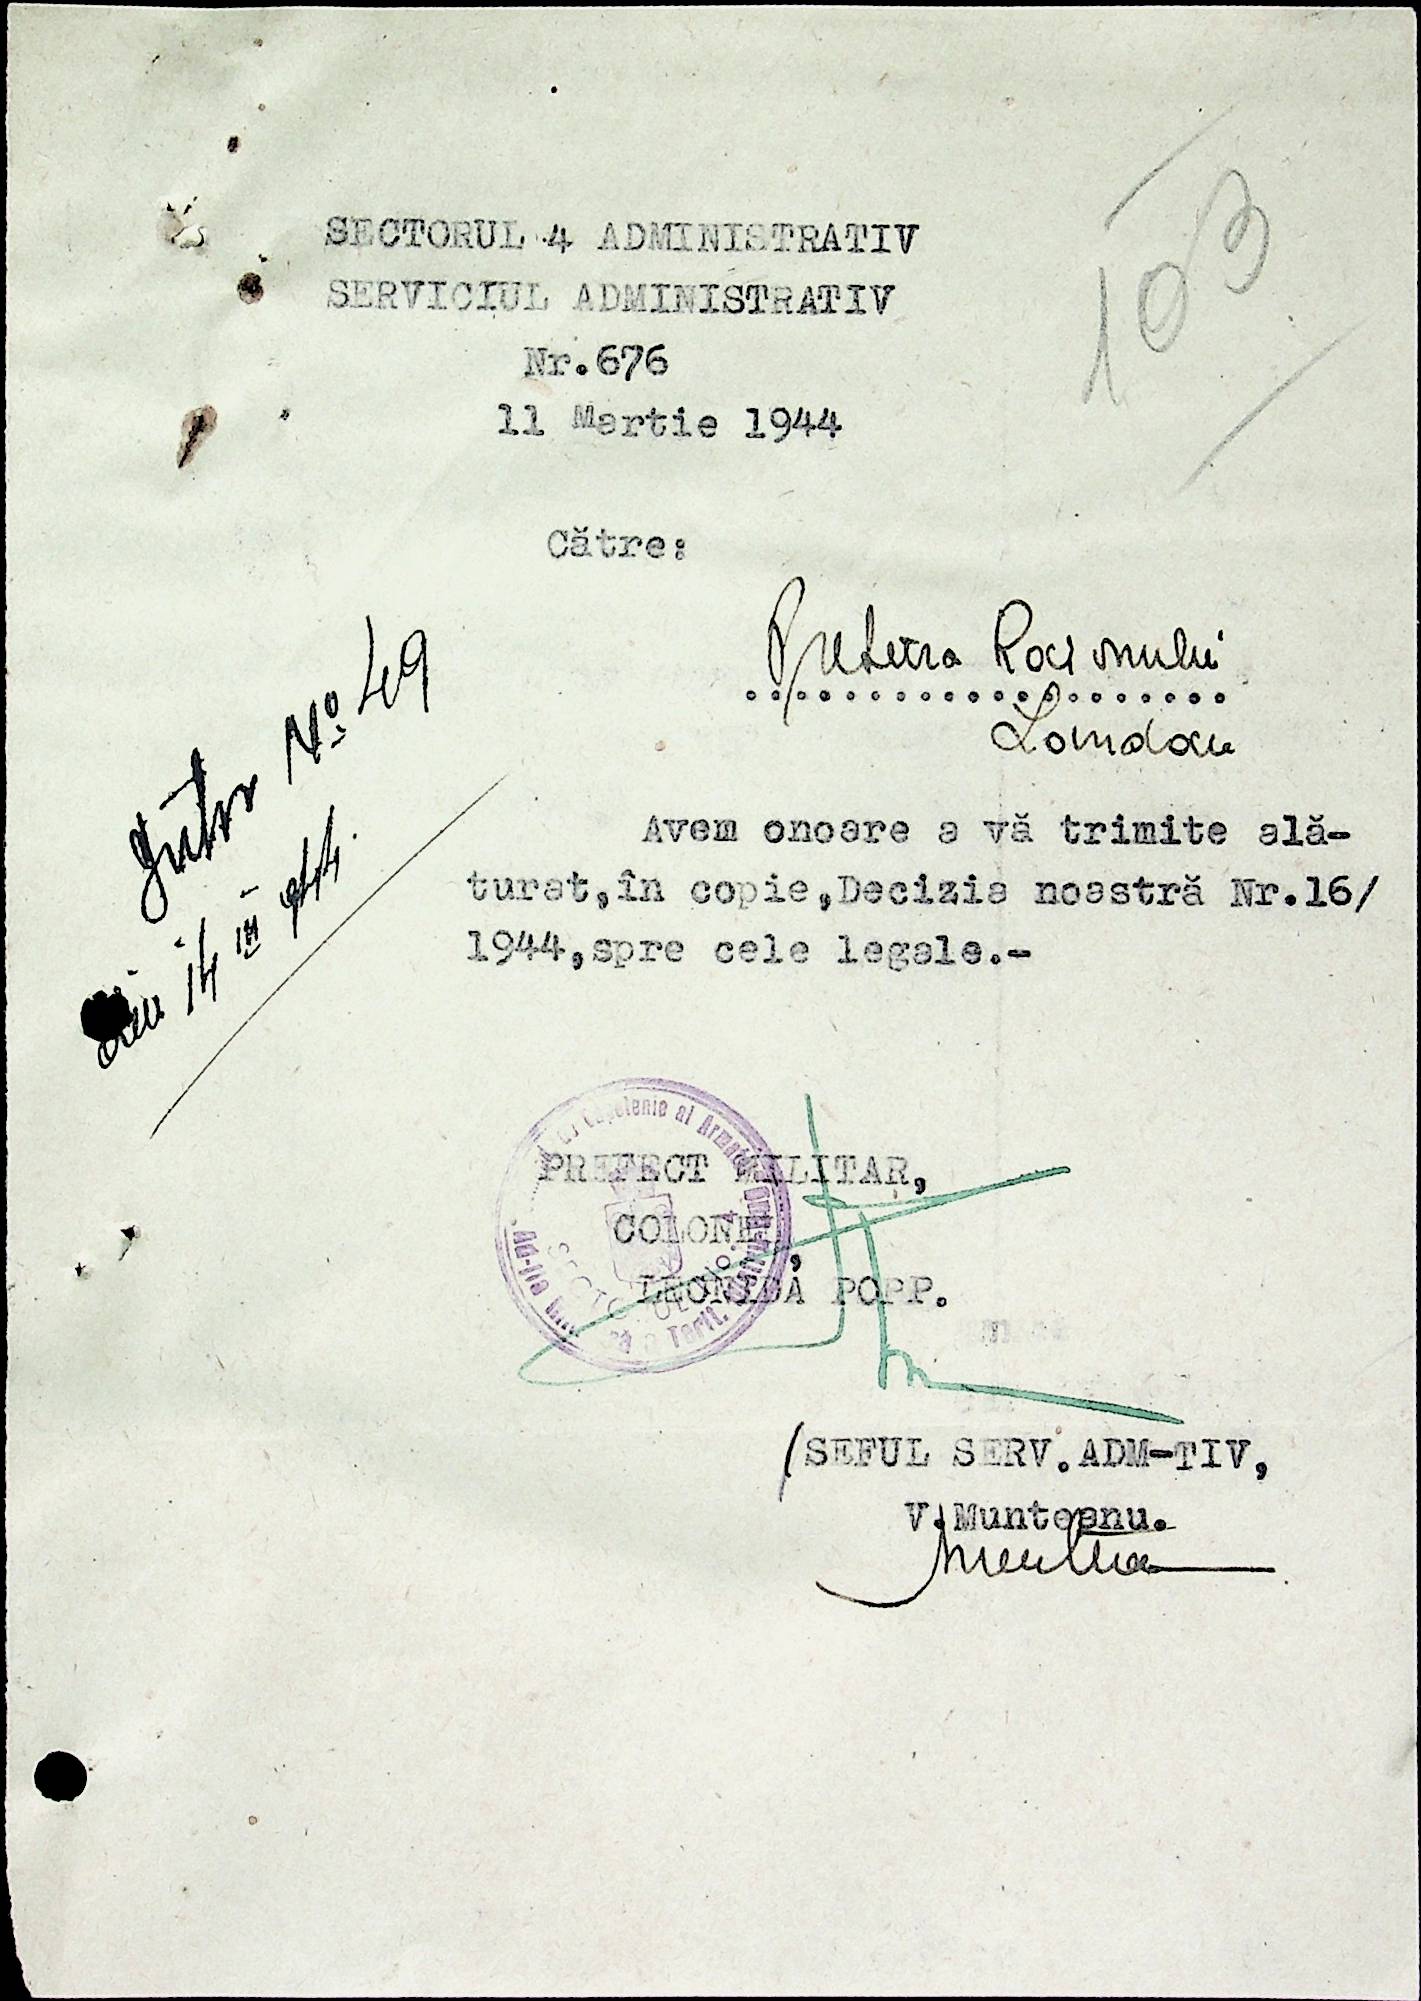 103
SECTORUL 4 ADMINISTRATIV
SERVICIUL ADMINISTRATIV
Nr.676
11 Martie 1944
Către:
Pretura Raionului
Landau
Intr No 49
din 14 III 944.
Avem onoare a vă trimite ală-
turat,în copie,Decizia noastră Nr.16/
1944,spre cele legale.-
PREFECT MILITAR,
COLONEL,
LEONIDA POPP.
/SEFUL SERV.ADM-TIV,
V.Munteanu.